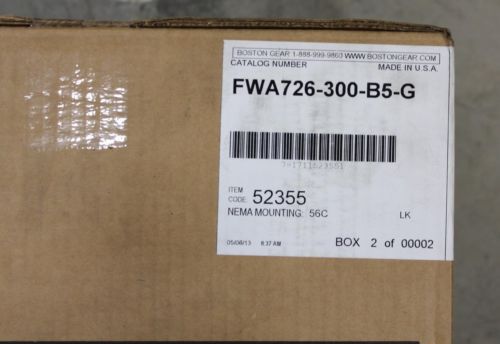 BOSTON GEAR 1-888-999-9860 WWW.BOSTONGEAR.COM
CATALOG NUMBER MADE IN U.S.A.
FWA726-300-B5-G
ITEM
CODE: 52355
NEMA MOUNTING: 56C LK
05/08/13 8:37 AM BOX 2 of 00002